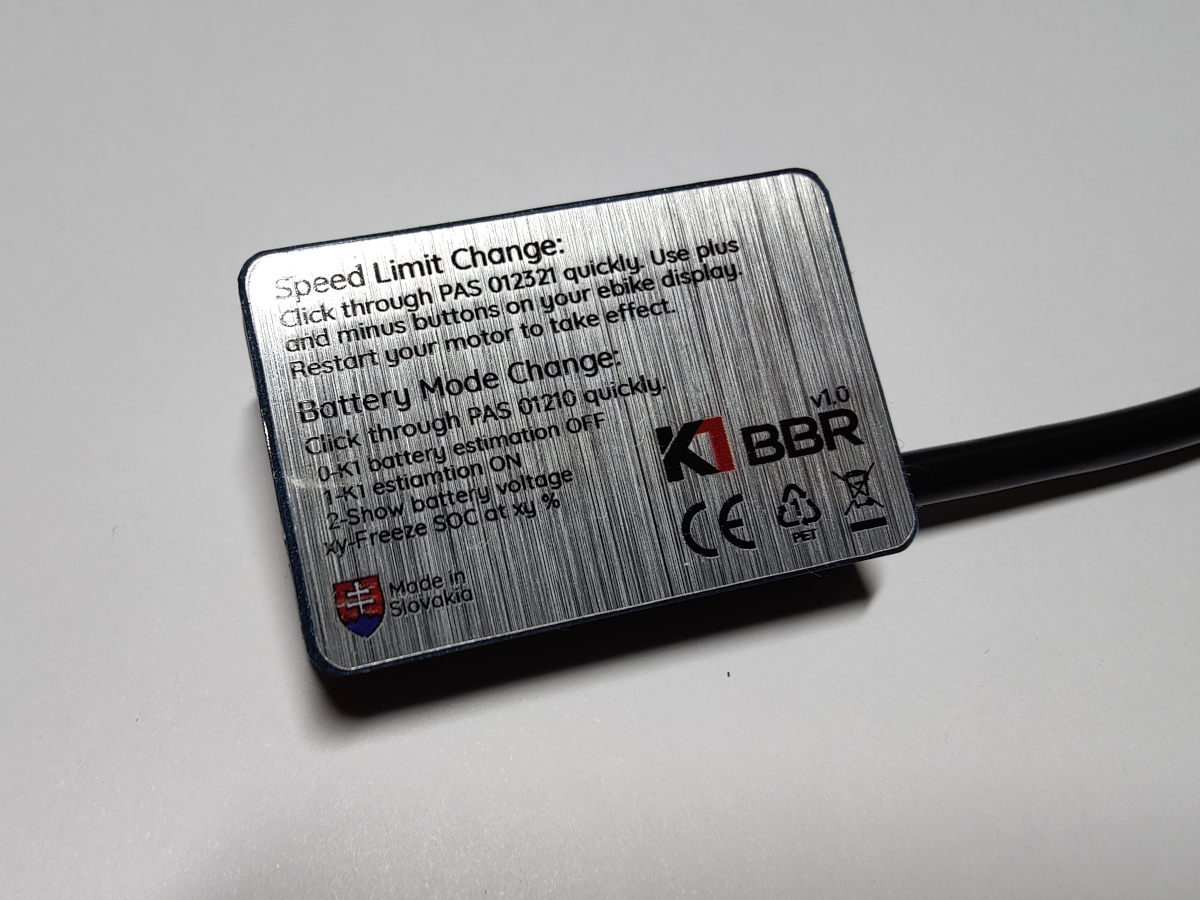 Speed Limit Change:
Click through PAS 012321 quickly. Use plus
and minus buttons on your ebike display.
Restart your motor to take effect.
Battery Mode Change:
Click through PAS 01210 quickly.
0-K1 battery estimation OFF
1-K1 estiamtion ON
2-Show battery voltage
xy-Freeze SOC at xy %
v1.0
K1 BBR
CE
1
PET
Made in
Slovakia